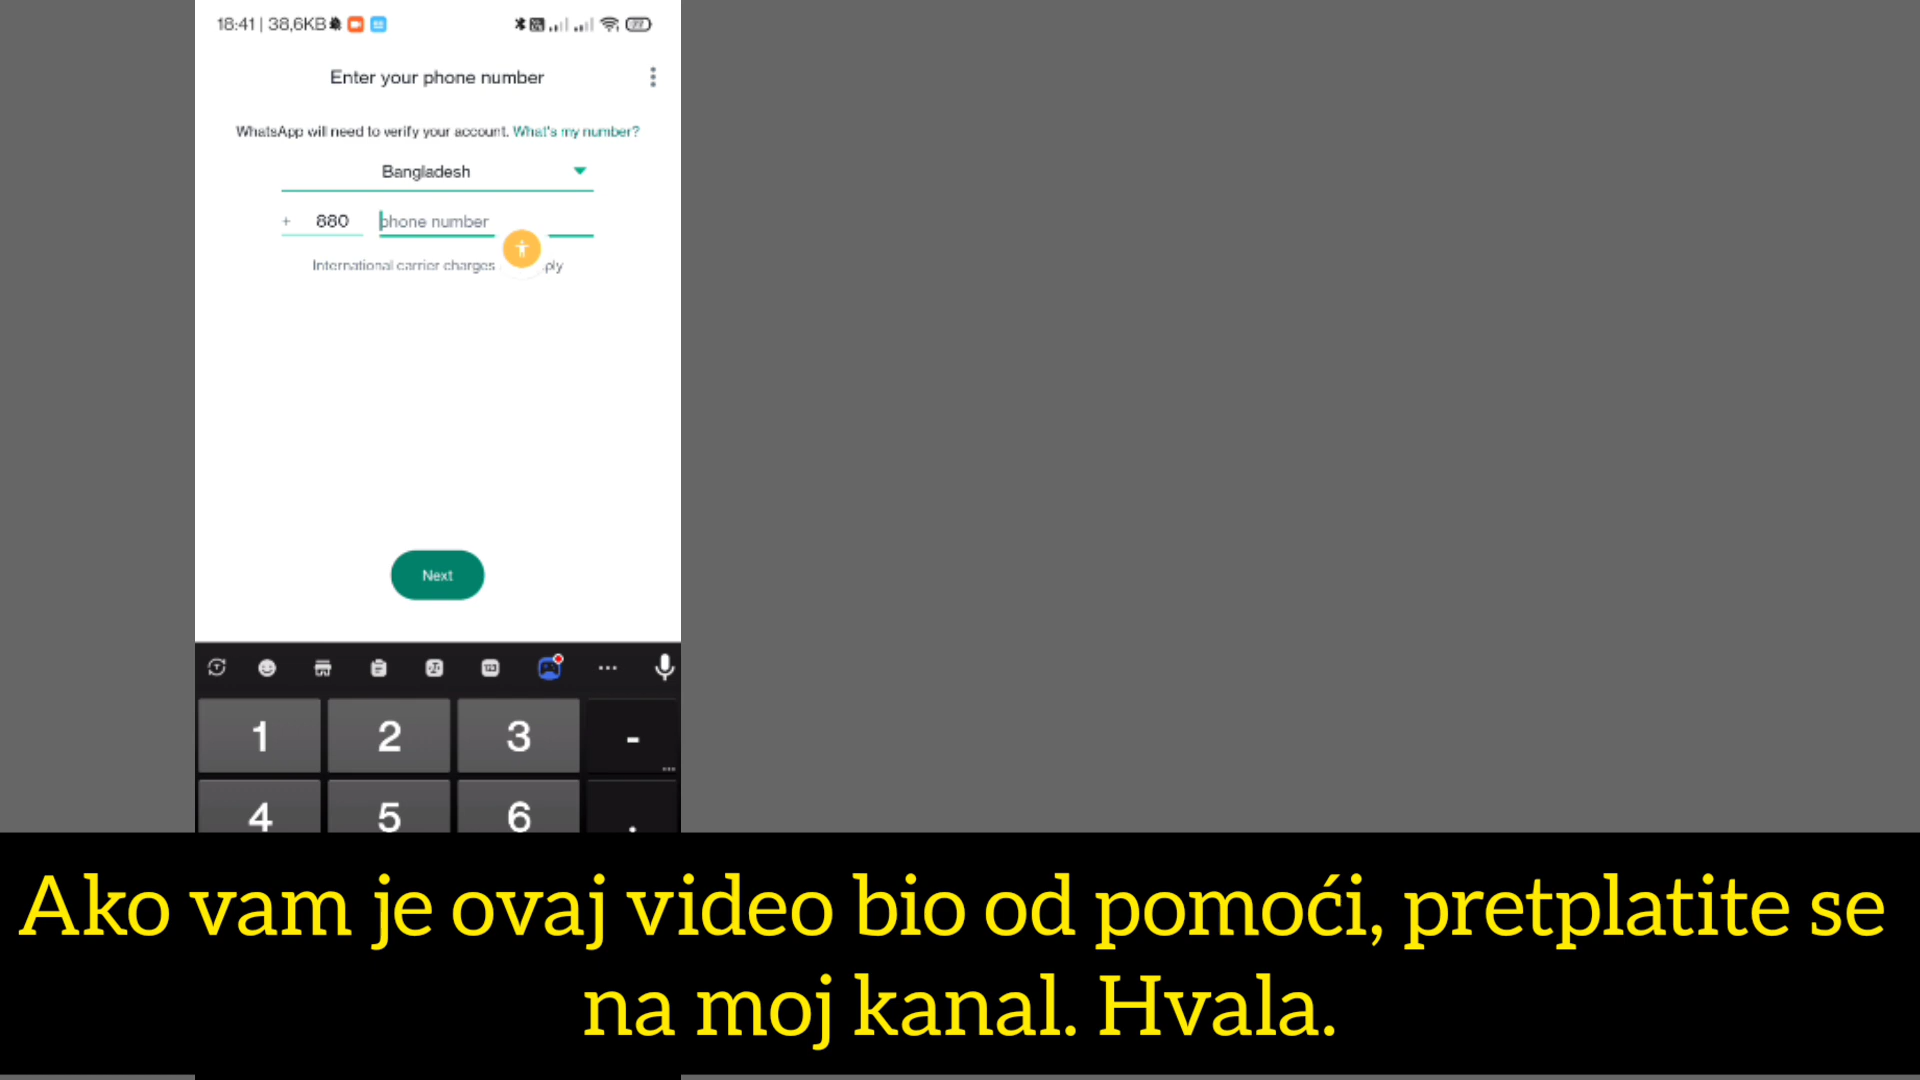 18:41 | 38,6KB
Enter your phone number
WhatsApp will need to verify your account. What's my number?
Bangladesh
+ 880 phone number
International carrier charges ply
Next
1 2 3 -
4 5 6 .
Ako vam je ovaj video bio od pomoći, pretplatite se
na moj kanal. Hvala.